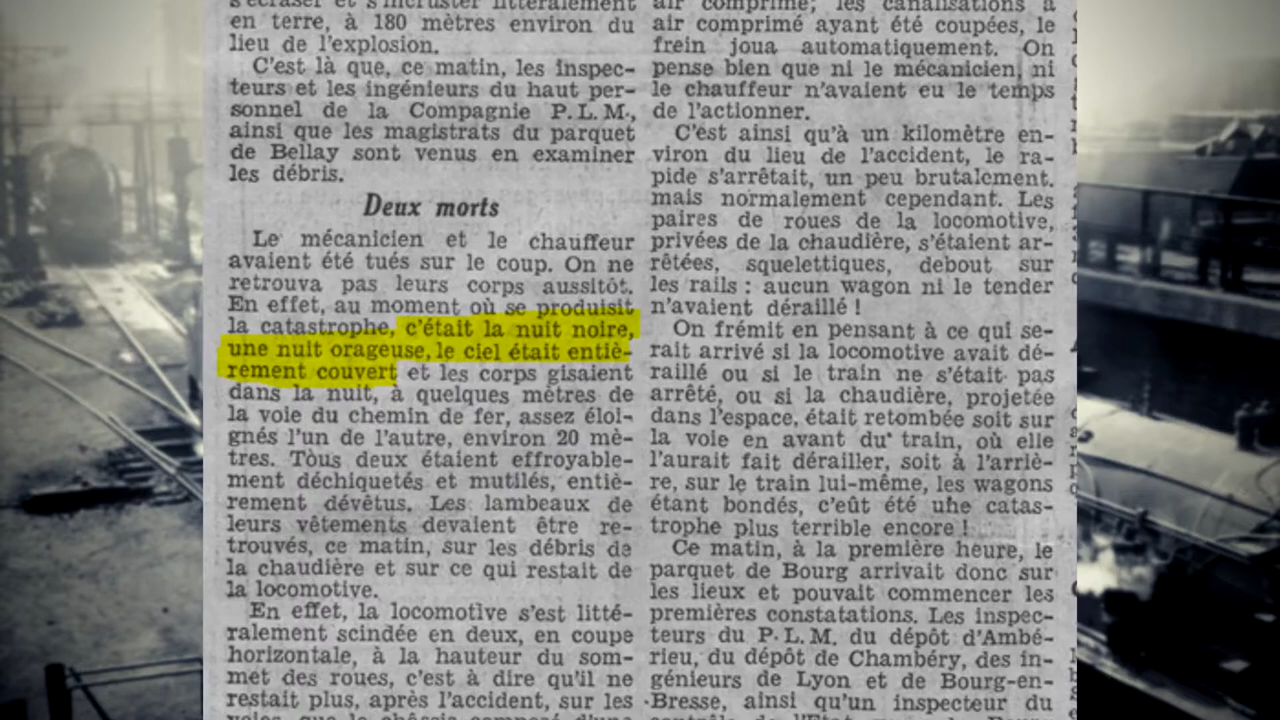 s'écraser et s'incruster littéralement
en terre, à 180 mètres environ du
lieu de l'explosion.
C'est là que, ce matin, les inspec-
teurs et les ingénieurs du haut per-
sonnel de la Compagnie P. L. M.,
ainsi que les magistrats du parquet
de Bellay sont venus en examiner
les débris.
Deux morts
Le mécanicien et le chauffeur
avaient été tués sur le coup. On ne
retrouva pas leurs corps aussitôt.
En effet, au moment où se produisit
la catastrophe, c'était la nuit noire,
une nuit orageuse, le ciel était entiè-
rement couvert et les corps gisaient
dans la nuit, à quelques mètres de
la voie du chemin de fer, assez éloi-
gnés l'un de l'autre, environ 20 mè-
tres. Tous deux étaient effroyable-
ment déchiquetés et mutilés, entiè-
rement dévêtus. Les lambeaux de
leurs vêtements devaient être re-
trouvés, ce matin, sur les débris de
la chaudière et sur ce qui restait de
la locomotive.
En effet, la locomotive s'est litté-
ralement scindée en deux, en coupe
horizontale, à la hauteur du som-
met des roues, c'est à dire qu'il ne
restait plus, après l'accident, sur les
voies que le châssis composé d'une
air comprimé; les canalisations à
air comprimé ayant été coupées, le
frein joua automatiquement. On
pense bien que ni le mécanicien, ni
le chauffeur n'avaient eu le temps
de l'actionner.
C'est ainsi qu'à un kilomètre en-
viron du lieu de l'accident, le ra-
pide s'arrêtait, un peu brutalement,
mais normalement cependant. Les
paires de roues de la locomotive,
privées de la chaudière, s'étaient ar-
rêtées, squelettiques, debout sur
les rails : aucun wagon ni le tender
n'avaient déraillé !
On frémit en pensant à ce qui se-
rait arrivé si la locomotive avait dé-
raillé ou si le train ne s'était pas
arrêté, ou si la chaudière, projetée
dans l'espace, était retombée soit sur
la voie en avant du train, où elle
l'aurait fait dérailler, soit à l'arriè-
re, sur le train lui-même, les wagons
étant bondés, c'eût été une catas-
trophe plus terrible encore !
Ce matin, à la première heure, le
parquet de Bourg arrivait donc sur
les lieux et pouvait commencer les
premières constatations. Les inspec-
teurs du P. L. M. du dépôt d'Ambé-
rieu, du dépôt de Chambéry, des in-
génieurs de Lyon et de Bourg-en-
Bresse, ainsi qu'un inspecteur du